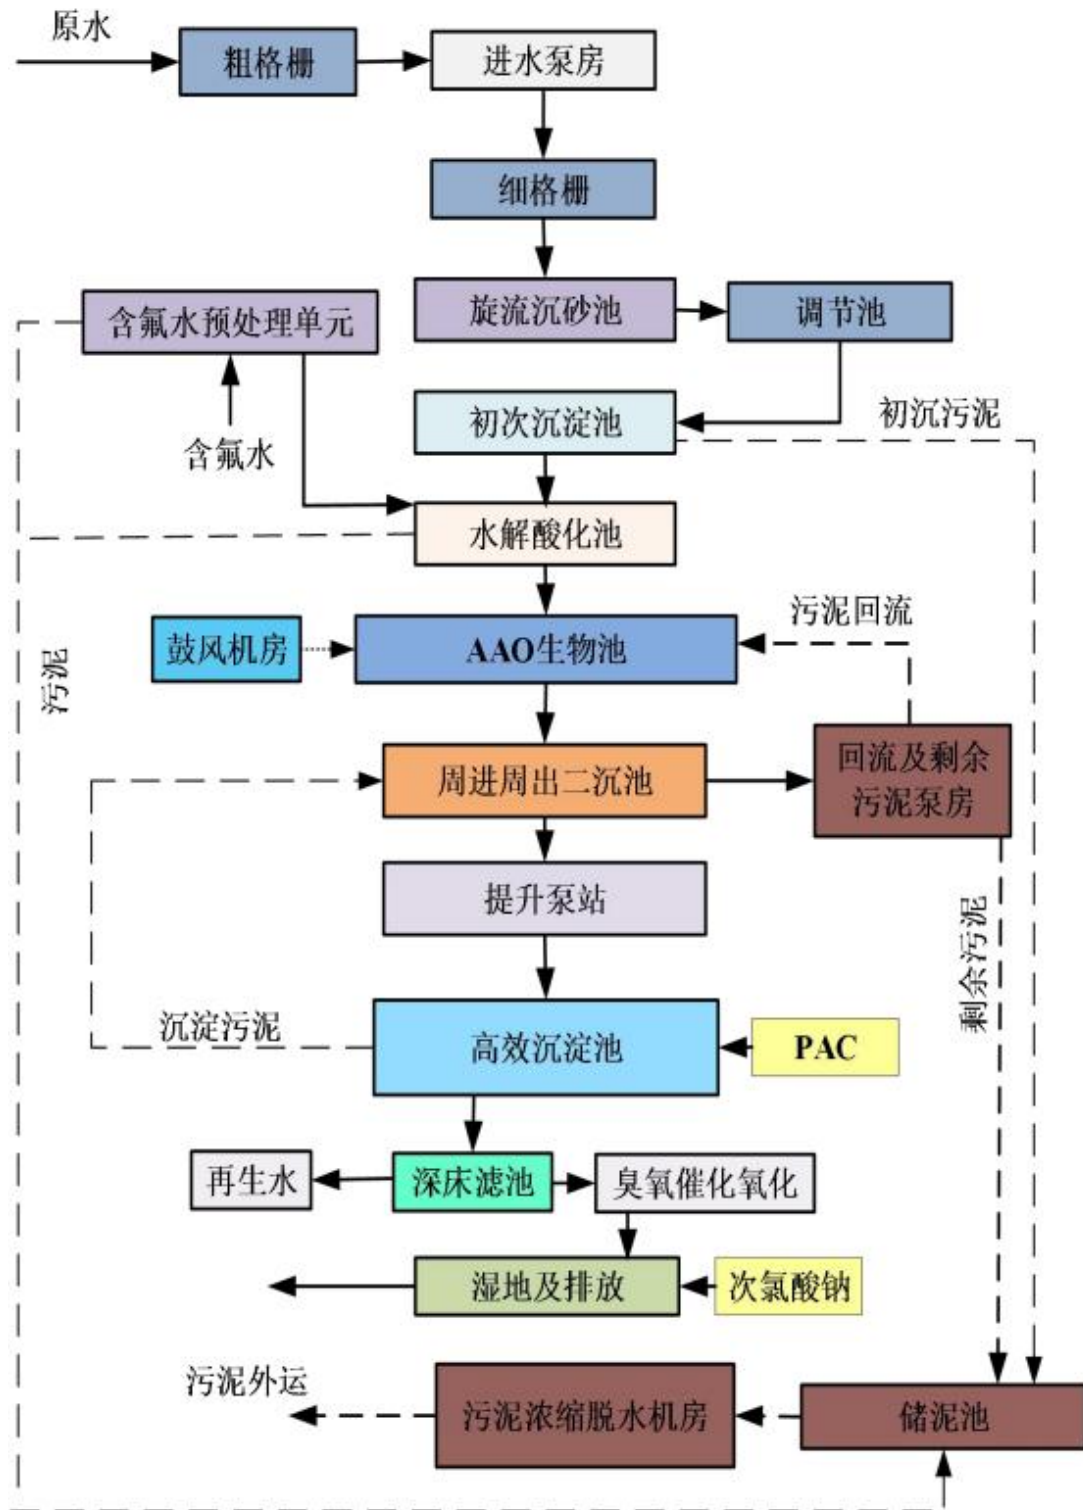 原水
粗格栅
进水泵房
细格栅
旋流沉砂池
调节池
含氟水预处理单元
初次沉淀池
初沉污泥
含氟水
水解酸化池
污泥回流
鼓风机房
AAO生物池
污泥
周进周出二沉池
回流及剩余
污泥泵房
提升泵站
剩余污泥
沉淀污泥
高效沉淀池
PAC
再生水
深床滤池
臭氧催化氧化
湿地及排放
次氯酸钠
污泥外运
污泥浓缩脱水机房
储泥池